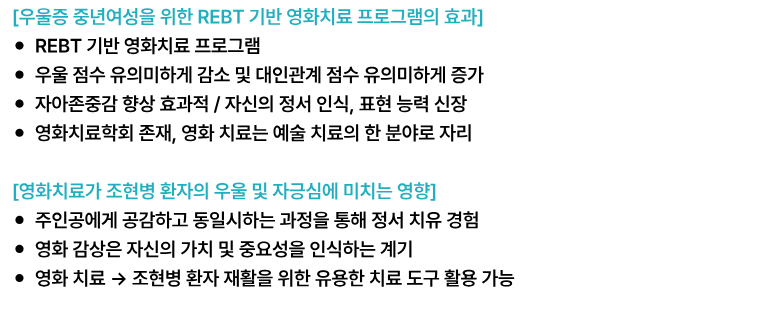 [우울증 중년여성을 위한 REBT 기반 영화치료 프로그램의 효과]
● REBT 기반 영화치료 프로그램
● 우울 점수 유의미하게 감소 및 대인관계 점수 유의미하게 증가
● 자아존중감 향상 효과적 / 자신의 정서 인식, 표현 능력 신장
● 영화치료학회 존재, 영화 치료는 예술 치료의 한 분야로 자리
[영화치료가 조현병 환자의 우울 및 자긍심에 미치는 영향]
● 주인공에게 공감하고 동일시하는 과정을 통해 정서 치유 경험
● 영화 감상은 자신의 가치 및 중요성을 인식하는 계기
● 영화 치료 → 조현병 환자 재활을 위한 유용한 치료 도구 활용 가능